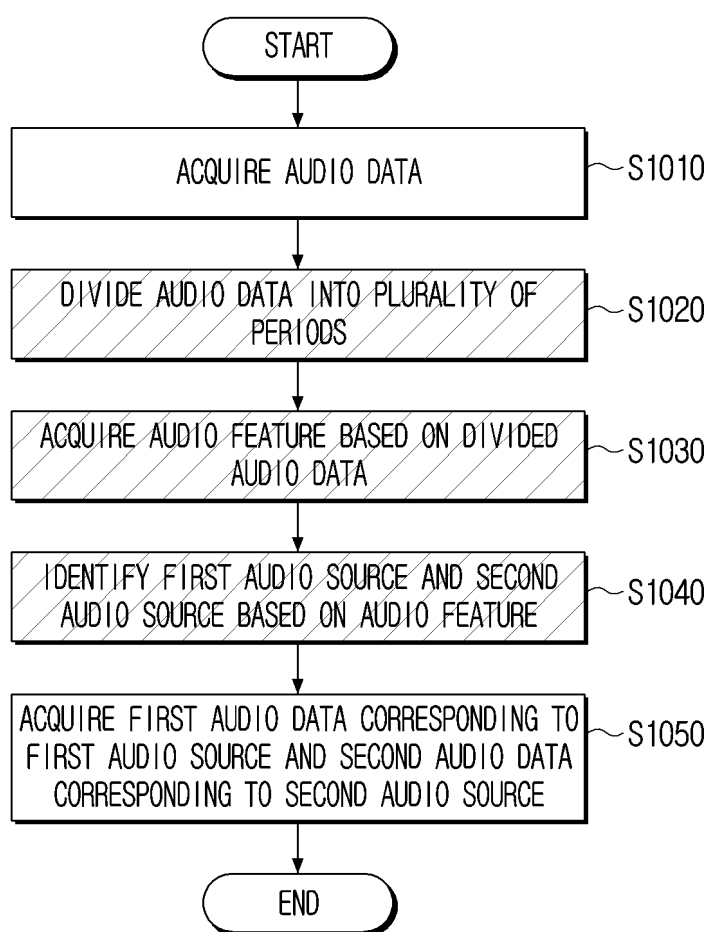 START
ACQUIRE AUDIO DATA
S1010
DIVIDE AUDIO DATA INTO PLURALITY OF
PERIODS
S1020
ACQUIRE AUDIO FEATURE BASED ON DIVIDED
AUDIO DATA
S1030
IDENTIFY FIRST AUDIO SOURCE AND SECOND
AUDIO SOURCE BASED ON AUDIO FEATURE
S1040
ACQUIRE FIRST AUDIO DATA CORRESPONDING TO
FIRST AUDIO SOURCE AND SECOND AUDIO DATA
CORRESPONDING TO SECOND AUDIO SOURCE
S1050
END